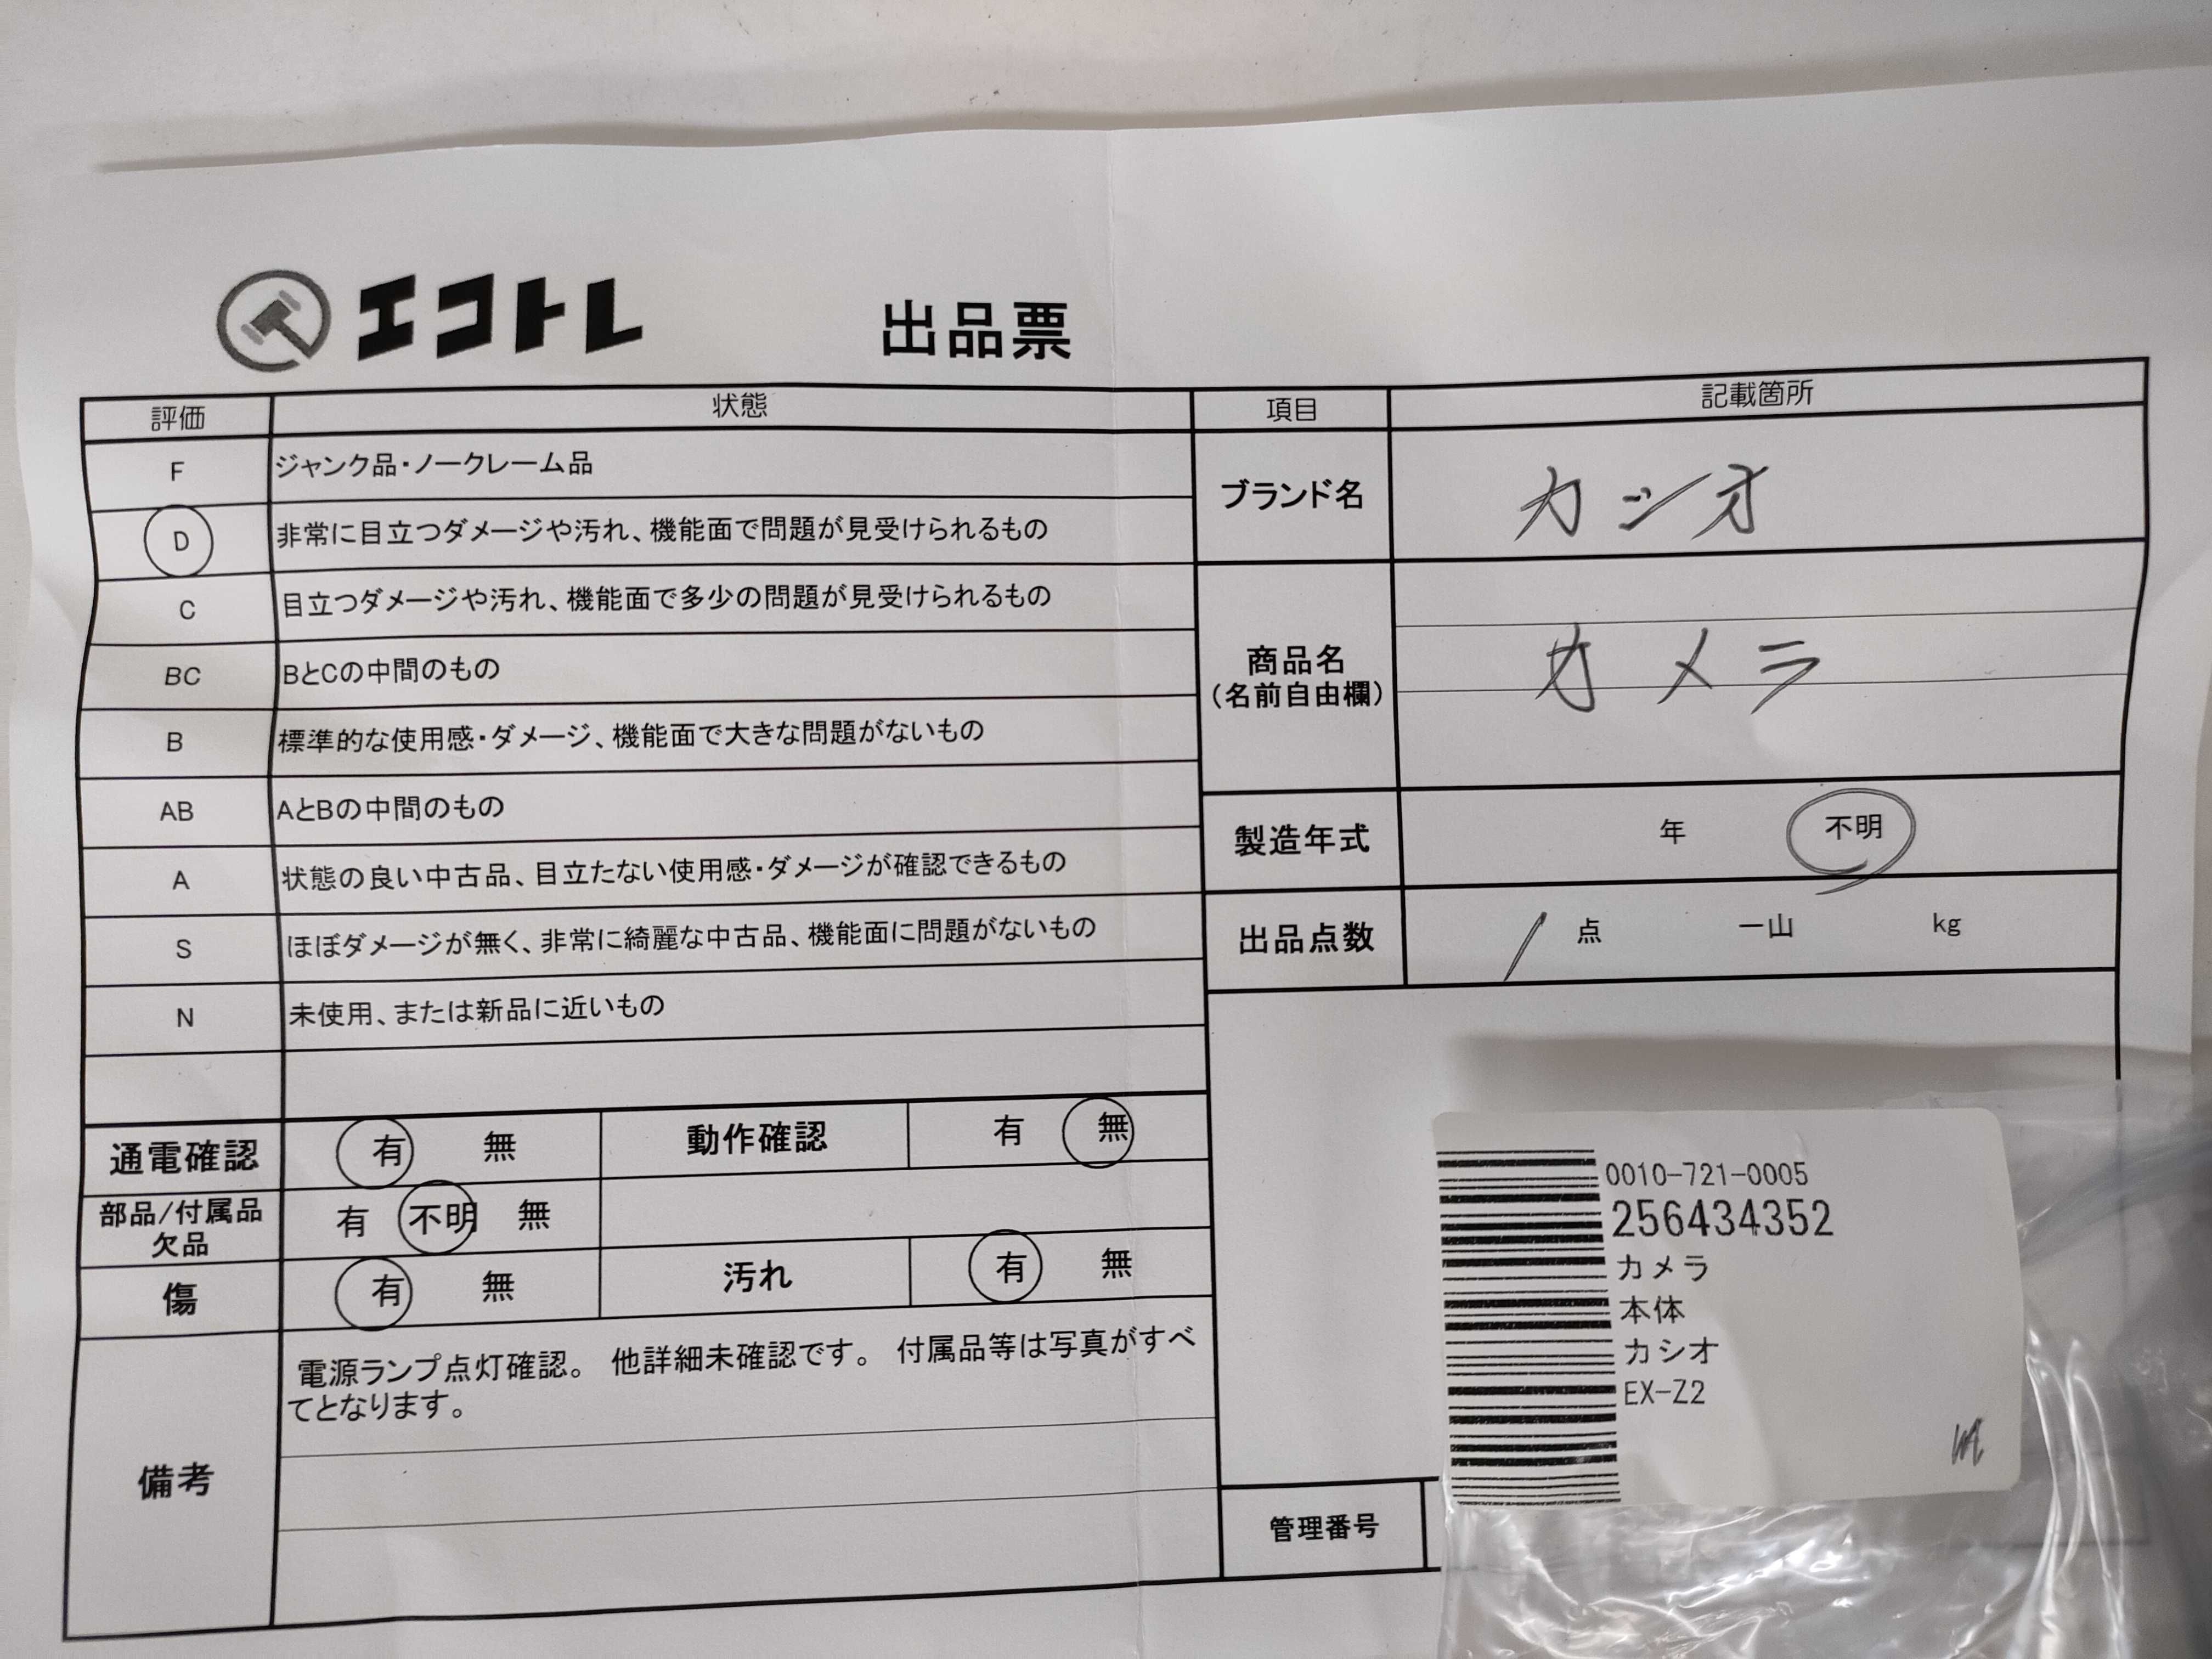 エコトレ
出品票
評価 状態
F ジャンク品・ノークレーム品
D 非常に目立つダメージや汚れ、機能面で問題が見受けられるもの
C 目立つダメージや汚れ、機能面で多少の問題が見受けられるもの
BC BとCの中間のもの
B 標準的な使用感・ダメージ、機能面で大きな問題がないもの
AB AとBの中間のもの
A 状態の良い中古品、目立たない使用感・ダメージが確認できるもの
S ほぼダメージが無く、非常に綺麗な中古品、機能面に問題がないもの
N 未使用、または新品に近いもの
通電確認 有 無 動作確認 有 無
部品/付属品
欠品 有 不明 無
傷 有 無 汚れ 有 無
備考
電源ランプ点灯確認。 他詳細未確認です。 付属品等は写真がすべ
てとなります。
項目 記載箇所
ブランド名 カシオ
商品名
(名前自由欄)
カメラ
製造年式 年 不明
出品点数 1 点 一山 kg
管理番号
0010-721-0005
256434352
カメラ
本体
カシオ
EX-Z2